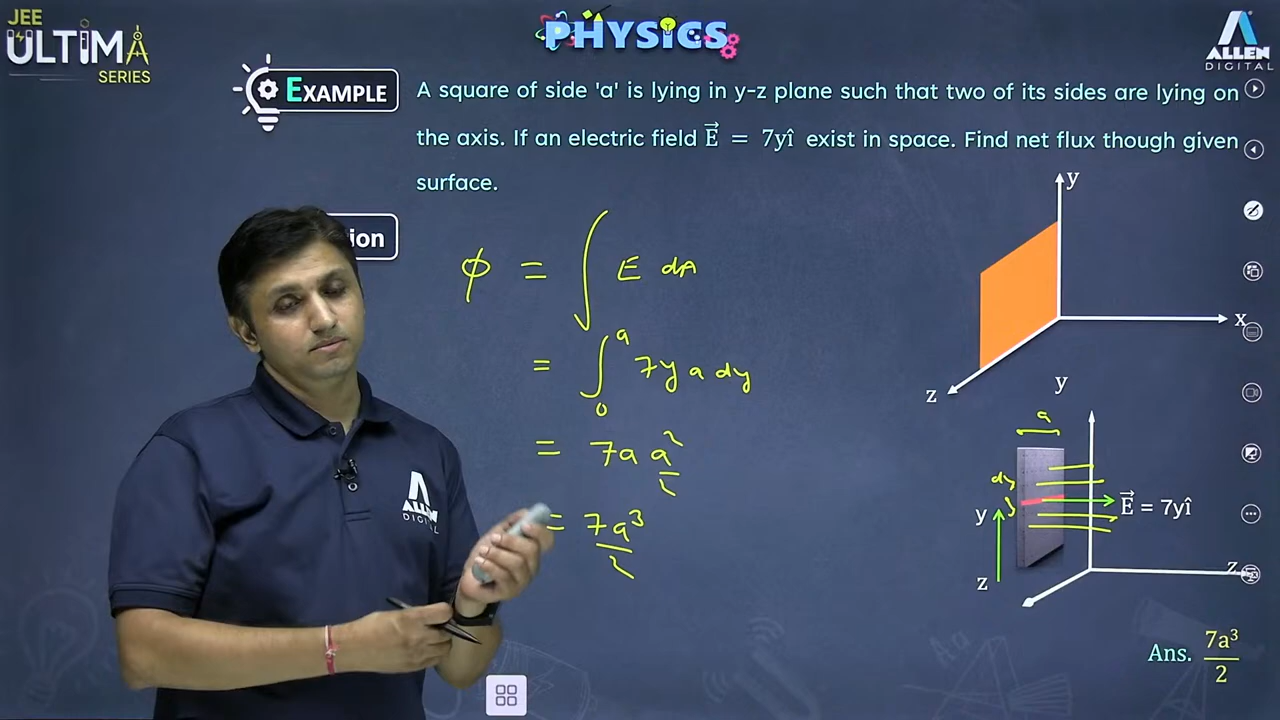 JEE
ULTIMA
SERIES
PHYSICS
ALLEN
DIGITAL
EXAMPLE
A square of side 'a' is lying in y-z plane such that two of its sides are lying on
the axis. If an electric field E⃗ = 7yî exist in space. Find net flux though given
surface.
ion
ϕ = ∫ E dA
= ∫₀ᵃ 7y a dy
= 7a a²/2
= 7a³/2
y
x
z
y
a
dy
y
z
E⃗ = 7yî
z
ALLEN
DIGITAL
Ans. 7a³/2